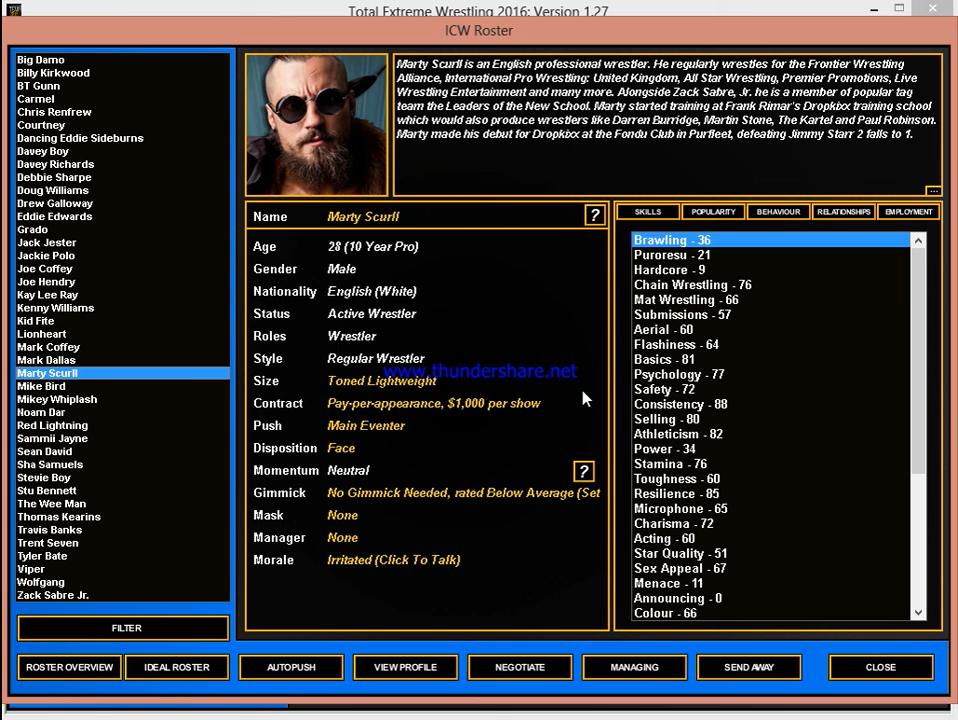 Total Extreme Wrestling 2016: Version 1.27
ICW Roster
Big Damo
Billy Kirkwood
BT Gunn
Carmel
Chris Renfrew
Courtney
Dancing Eddie Sideburns
Davey Boy
Davey Richards
Debbie Sharpe
Doug Williams
Drew Galloway
Eddie Edwards
Grado
Jack Jester
Jackie Polo
Joe Coffey
Joe Hendry
Kay Lee Ray
Kenny Williams
Kid Fite
Lionheart
Mark Coffey
Mark Dallas
Marty Scurll
Mike Bird
Mikey Whiplash
Noam Dar
Red Lightning
Sammii Jayne
Sean David
Sha Samuels
Stevie Boy
Stu Bennett
The Wee Man
Thomas Kearins
Travis Banks
Trent Seven
Tyler Bate
Viper
Wolfgang
Zack Sabre Jr.
FILTER
Marty Scurll is an English professional wrestler. He regularly wrestles for the Frontier Wrestling
Alliance, International Pro Wrestling: United Kingdom, All Star Wrestling, Premier Promotions, Live
Wrestling Entertainment and many more. Alongside Zack Sabre, Jr. he is a member of popular tag
team the Leaders of the New School. Marty started training at Frank Rimar's Dropkixx training school
which would also produce wrestlers like Darren Burridge, Martin Stone, The Kartel and Paul Robinson.
Marty made his debut for Dropkixx at the Fondu Club in Purfleet, defeating Jimmy Starr 2 falls to 1.
...
Name Marty Scurll ?
Age 28 (10 Year Pro)
Gender Male
Nationality English (White)
Status Active Wrestler
Roles Wrestler
Style Regular Wrestler
www.thundershare.net
Size Toned Lightweight
Contract Pay-per-appearance, $1,000 per show
Push Main Eventer
Disposition Face
Momentum Neutral ?
Gimmick No Gimmick Needed, rated Below Average (Set
Mask None
Manager None
Morale Irritated (Click To Talk)
SKILLS POPULARITY BEHAVIOUR RELATIONSHIPS EMPLOYMENT
Brawling - 36
Puroresu - 21
Hardcore - 9
Chain Wrestling - 76
Mat Wrestling - 66
Submissions - 57
Aerial - 60
Flashiness - 64
Basics - 81
Psychology - 77
Safety - 72
Consistency - 88
Selling - 80
Athleticism - 82
Power - 34
Stamina - 76
Toughness - 60
Resilience - 85
Microphone - 65
Charisma - 72
Acting - 60
Star Quality - 51
Sex Appeal - 67
Menace - 11
Announcing - 0
Colour - 66
ROSTER OVERVIEW IDEAL ROSTER AUTOPUSH VIEW PROFILE NEGOTIATE MANAGING SEND AWAY CLOSE